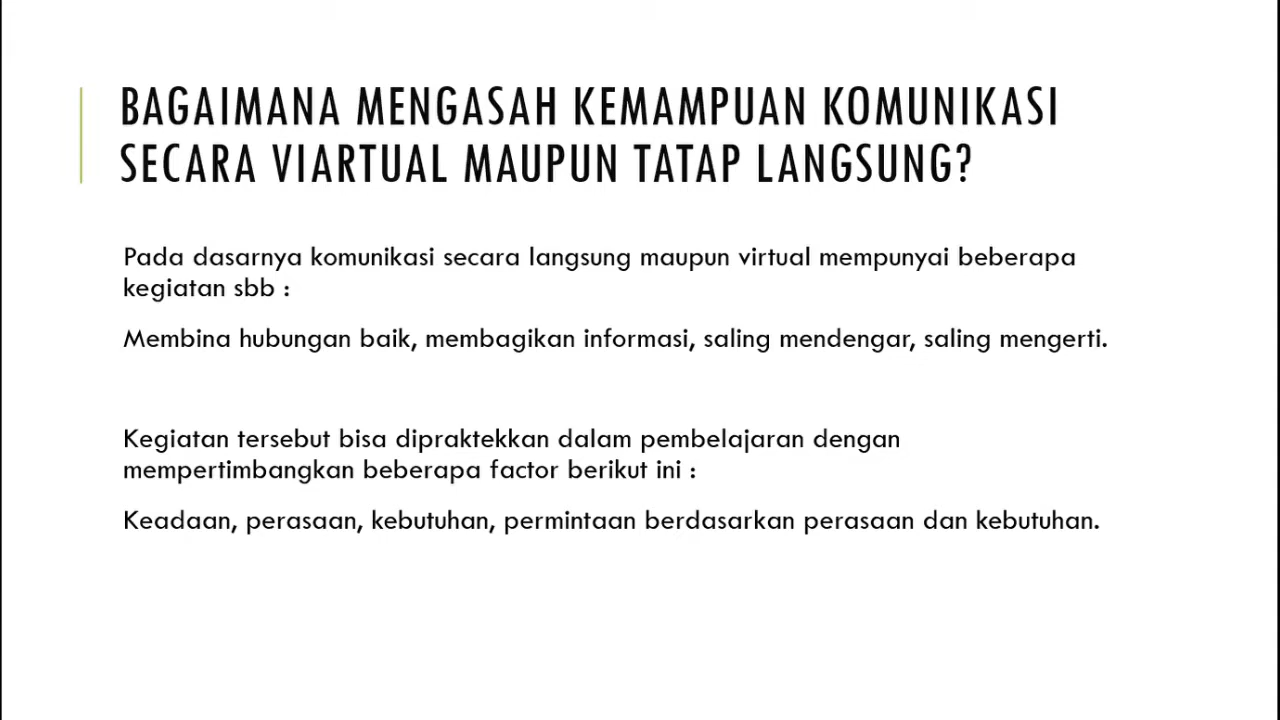 BAGAIMANA MENGASAH KEMAMPUAN KOMUNIKASI
SECARA VIARTUAL MAUPUN TATAP LANGSUNG?
Pada dasarnya komunikasi secara langsung maupun virtual mempunyai beberapa
kegiatan sbb :
Membina hubungan baik, membagikan informasi, saling mendengar, saling mengerti.
Kegiatan tersebut bisa dipraktekkan dalam pembelajaran dengan
mempertimbangkan beberapa factor berikut ini :
Keadaan, perasaan, kebutuhan, permintaan berdasarkan perasaan dan kebutuhan.